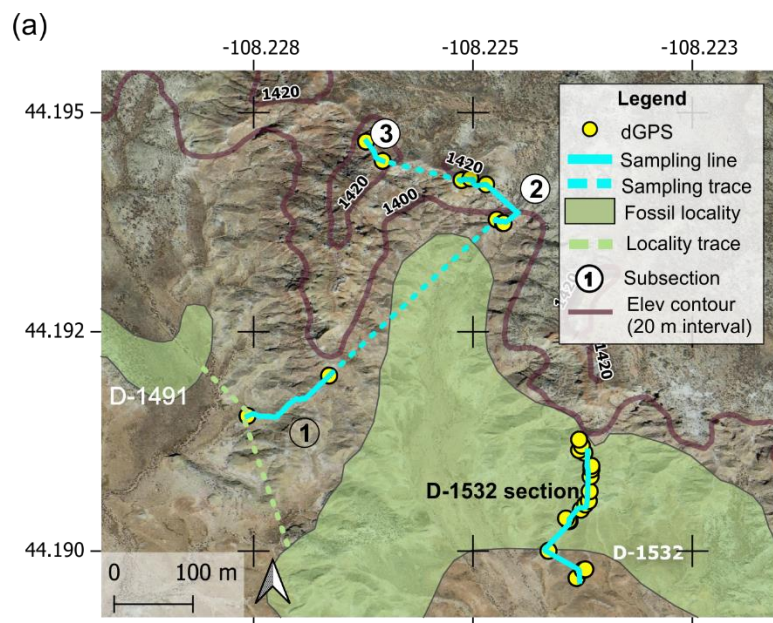 (a)
-108.228 -108.225 -108.223
44.195
44.192
44.190
1420
3
1420
1420
1400
2
1420
1420
D-1491
1
D-1532 section
D-1532
0 100 m
Legend
dGPS
Sampling line
Sampling trace
Fossil locality
Locality trace
1 Subsection
Elev contour
(20 m interval)